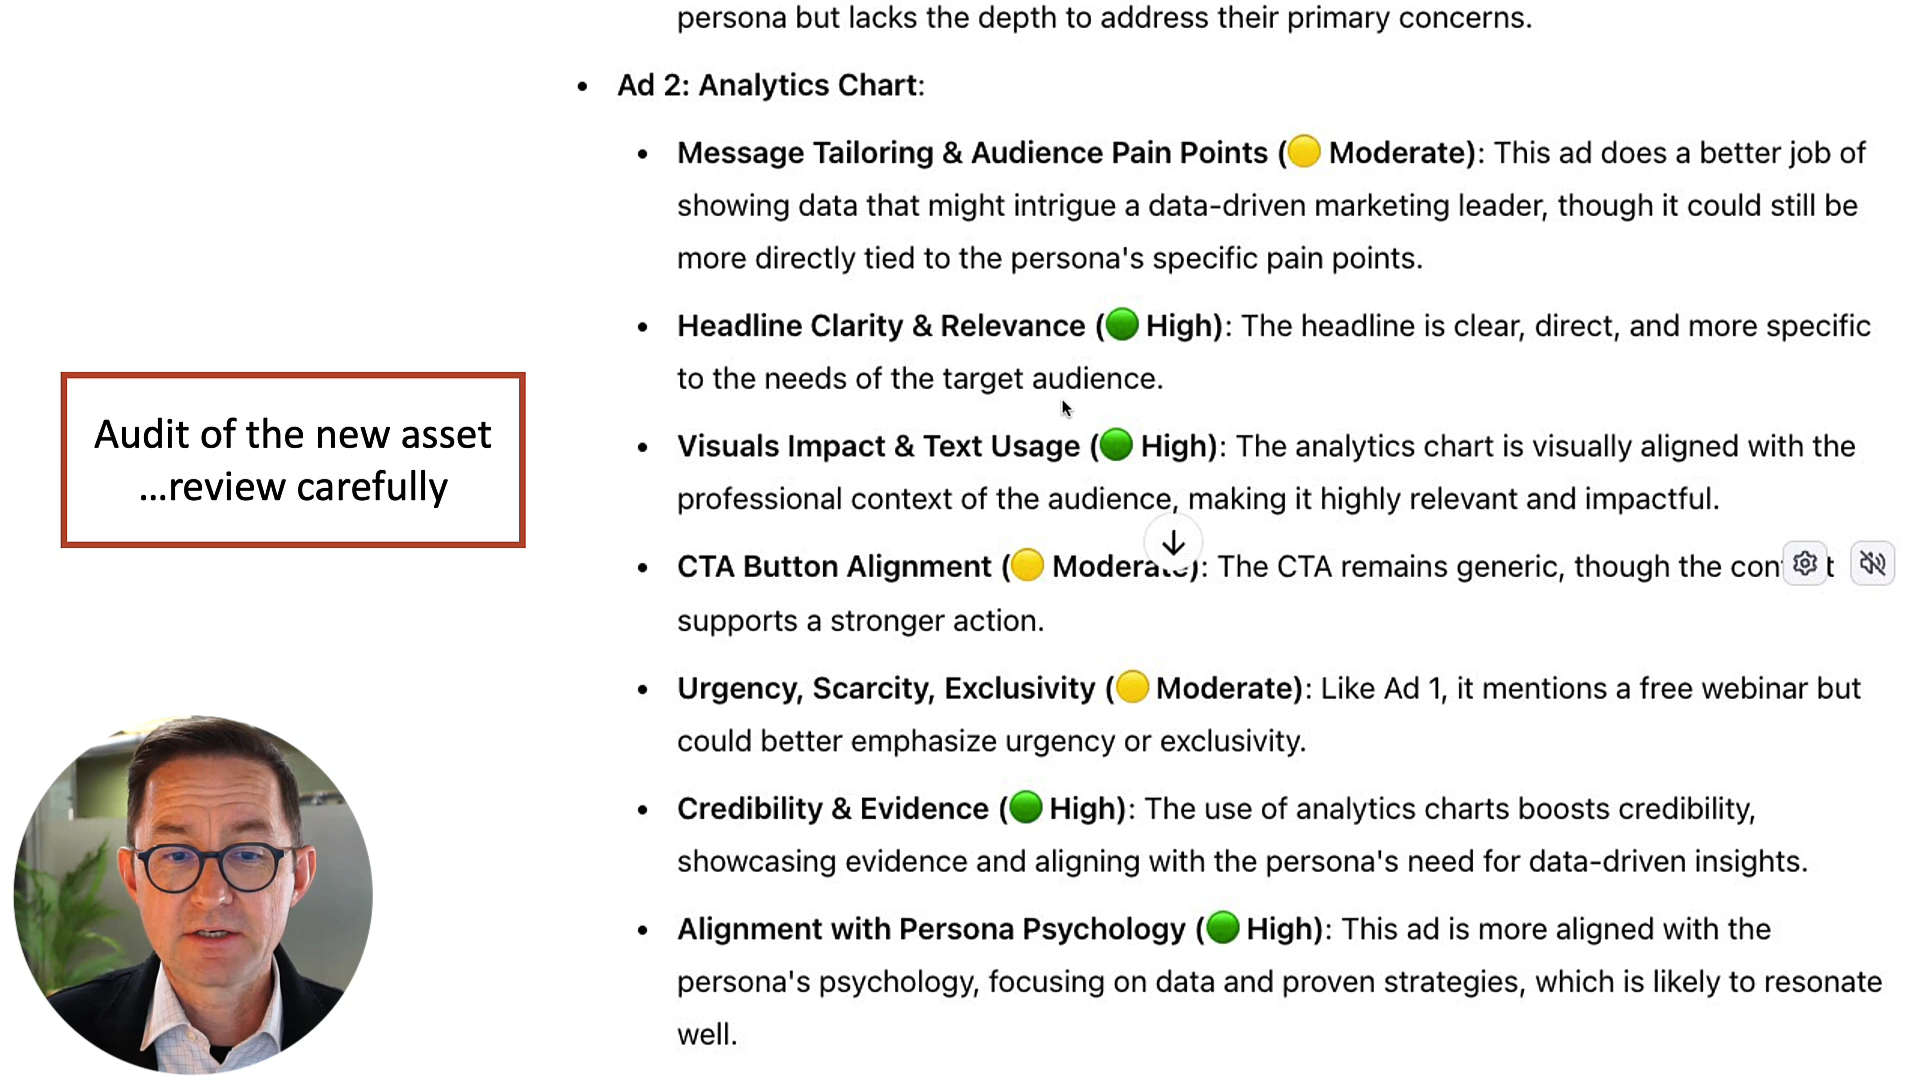 persona but lacks the depth to address their primary concerns.
• Ad 2: Analytics Chart:
• Message Tailoring & Audience Pain Points (🟡 Moderate): This ad does a better job of
showing data that might intrigue a data-driven marketing leader, though it could still be
more directly tied to the persona's specific pain points.
• Headline Clarity & Relevance (🟢 High): The headline is clear, direct, and more specific
to the needs of the target audience.
• Visuals Impact & Text Usage (🟢 High): The analytics chart is visually aligned with the
professional context of the audience, making it highly relevant and impactful.
• CTA Button Alignment (🟡 Moderate): The CTA remains generic, though the
supports a stronger action.
• Urgency, Scarcity, Exclusivity (🟡 Moderate): Like Ad 1, it mentions a free webinar but
could better emphasize urgency or exclusivity.
• Credibility & Evidence (🟢 High): The use of analytics charts boosts credibility,
showcasing evidence and aligning with the persona's need for data-driven insights.
• Alignment with Persona Psychology (🟢 High): This ad is more aligned with the
persona's psychology, focusing on data and proven strategies, which is likely to resonate
well.
Audit of the new asset
...review carefully